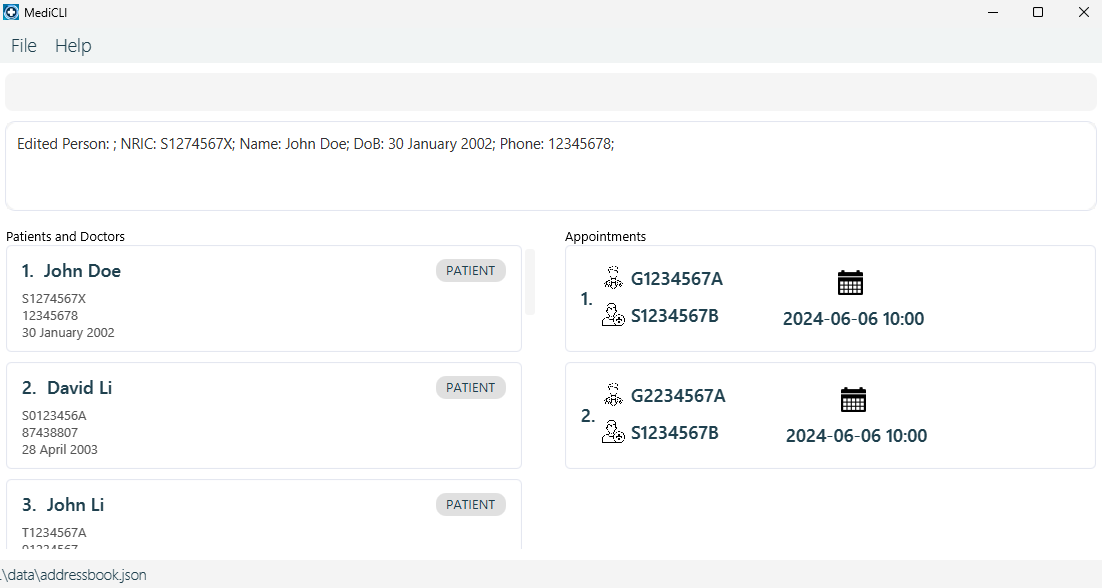 MediCLI
File Help
Edited Person: ; NRIC: S1274567X; Name: John Doe; DoB: 30 January 2002; Phone: 12345678;
Patients and Doctors
1. John Doe PATIENT
S1274567X
12345678
30 January 2002
2. David Li PATIENT
S0123456A
87438807
28 April 2003
3. John Li PATIENT
T1234567A
Appointments
1.
G1234567A
S1234567B
2024-06-06 10:00
2.
G2234567A
S1234567B
2024-06-06 10:00
.\data\addressbook.json